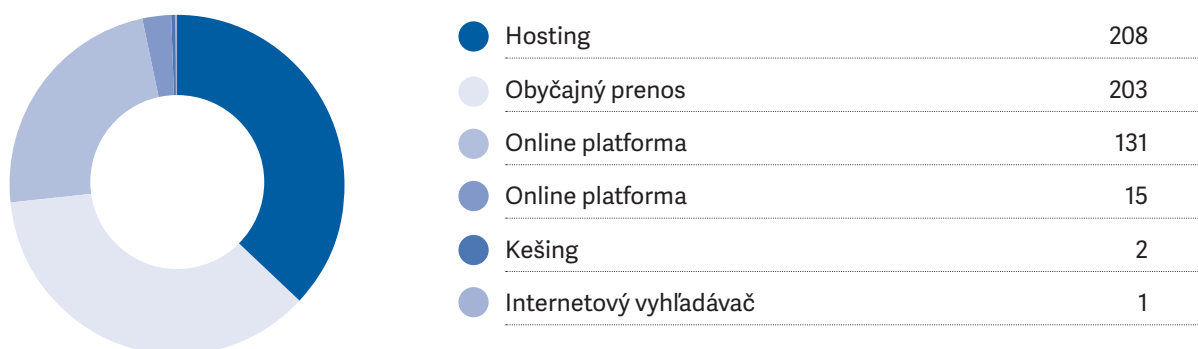 Hosting 208
Obyčajný prenos 203
Online platforma 131
Online platforma 15
Kešing 2
Internetový vyhľadávač 1